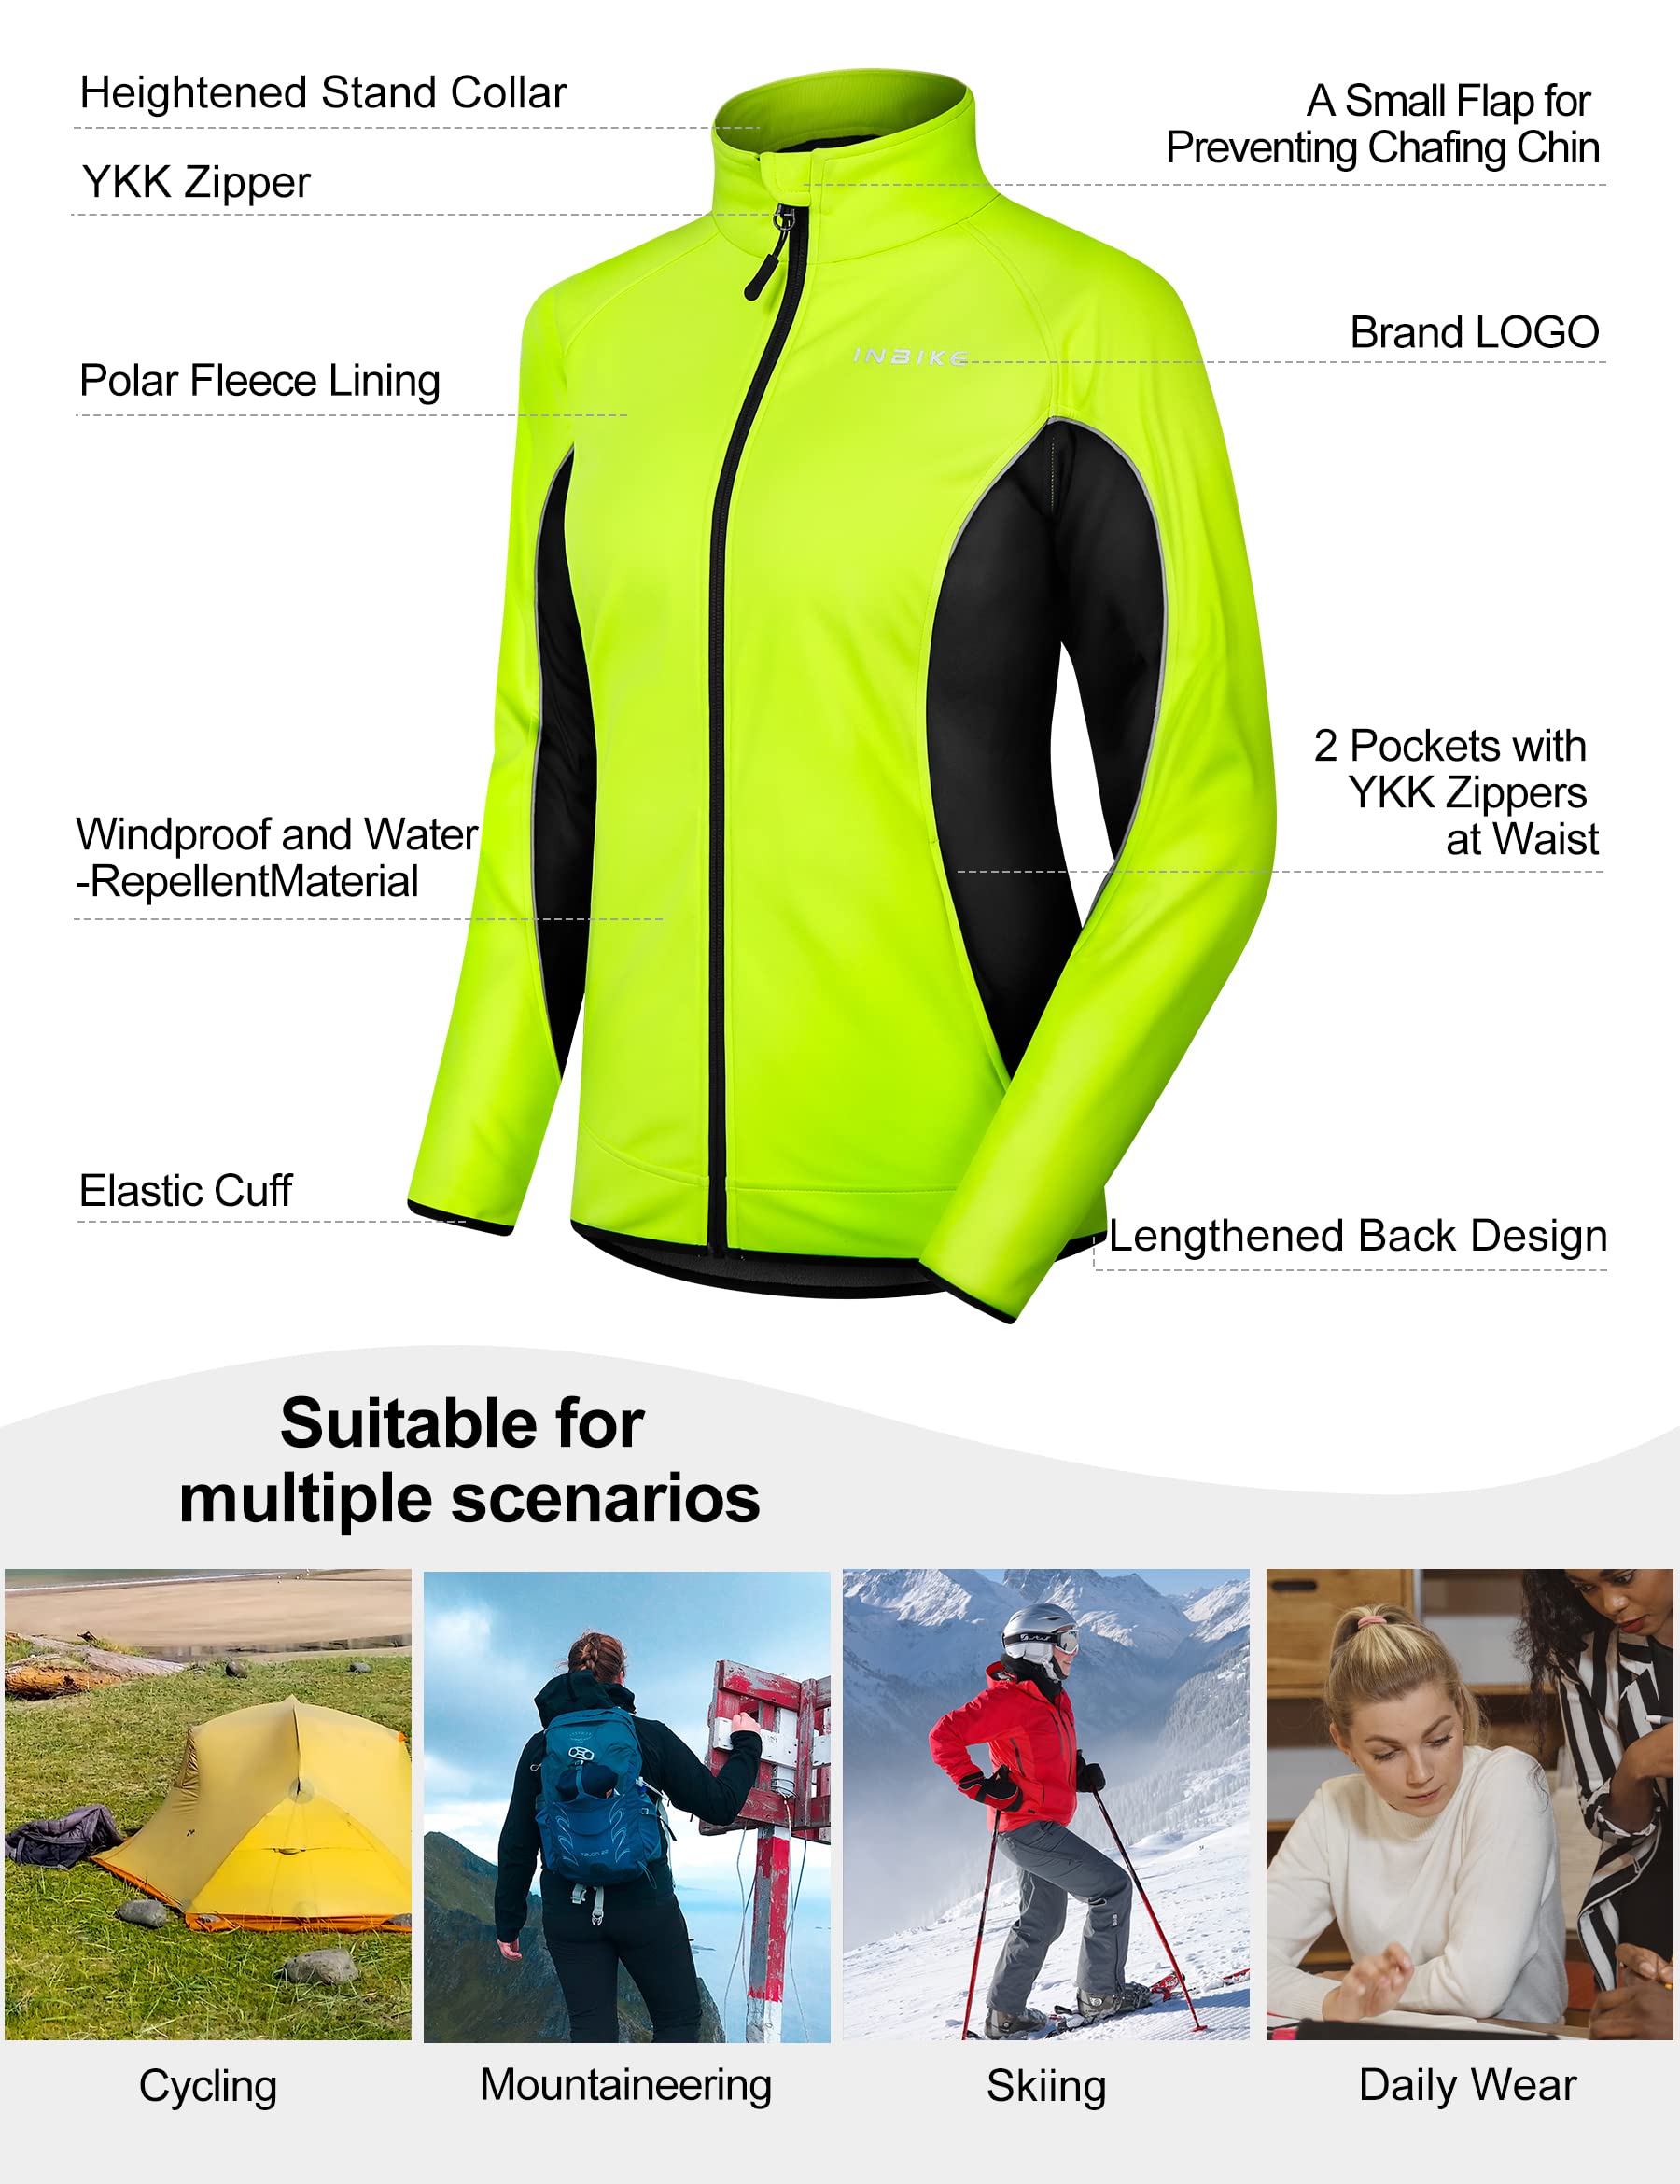 Heightened Stand Collar
YKK Zipper
Polar Fleece Lining
Windproof and Water
-RepellentMaterial
Elastic Cuff
A Small Flap for
Preventing Chafing Chin
Brand LOGO
INBIKE
2 Pockets with
YKK Zippers
at Waist
Lengthened Back Design
Suitable for
multiple scenarios
Cycling
Mountaineering
Skiing
Daily Wear